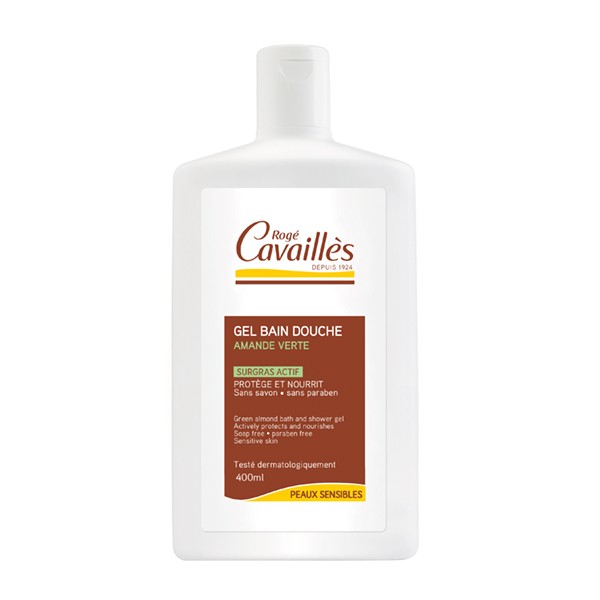 Rogé
Cavaillès
DEPUIS 1924
GEL BAIN DOUCHE
AMANDE VERTE
SURGRAS ACTIF
PROTÈGE ET NOURRIT
Sans savon • sans paraben
Green almond bath and shower gel
Actively protects and nourishes
Soap free • paraben free
Sensitive skin
Testé dermatologiquement
400ml
PEAUX SENSIBLES